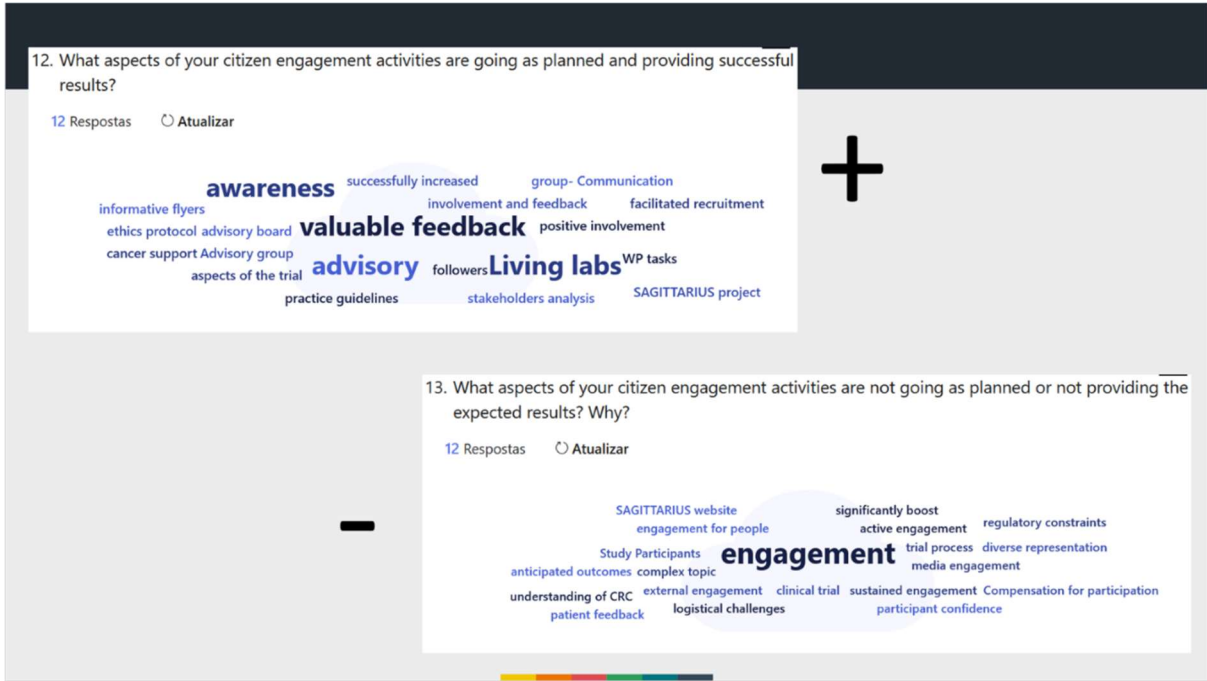 12. What aspects of your citizen engagement activities are going as planned and providing successful
results?
12 Respostas Atualizar
awareness successfully increased group- Communication
informative flyers involvement and feedback facilitated recruitment
ethics protocol advisory board valuable feedback positive involvement
cancer support Advisory group
aspects of the trial advisory followers Living labs WP tasks
practice guidelines stakeholders analysis SAGITTARIUS project
+
13. What aspects of your citizen engagement activities are not going as planned or not providing the
expected results? Why?
12 Respostas Atualizar
-
SAGITTARIUS website significantly boost
engagement for people active engagement regulatory constraints
Study Participants engagement trial process diverse representation
anticipated outcomes complex topic media engagement
understanding of CRC external engagement clinical trial sustained engagement Compensation for participation
patient feedback logistical challenges participant confidence